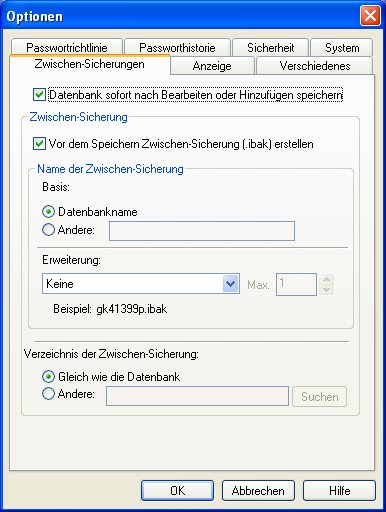 Optionen
Passwortrichtlinie Passworthistorie Sicherheit System
Zwischen-Sicherungen Anzeige Verschiedenes
Datenbank sofort nach Bearbeiten oder Hinzufügen speichern
Zwischen-Sicherung
Vor dem Speichern Zwischen-Sicherung (.ibak) erstellen
Name der Zwischen-Sicherung
Basis:
Datenbankname
Andere:
Erweiterung:
Keine Max. 1
Beispiel: gk41399p.ibak
Verzeichnis der Zwischen-Sicherung:
Gleich wie die Datenbank
Andere: Suchen
OK Abbrechen Hilfe